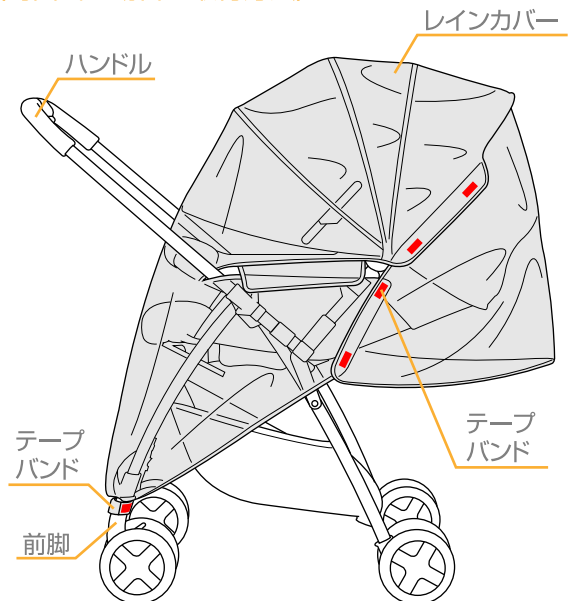 レインカバー
ハンドル
テープ
バンド
テープ
バンド
前脚